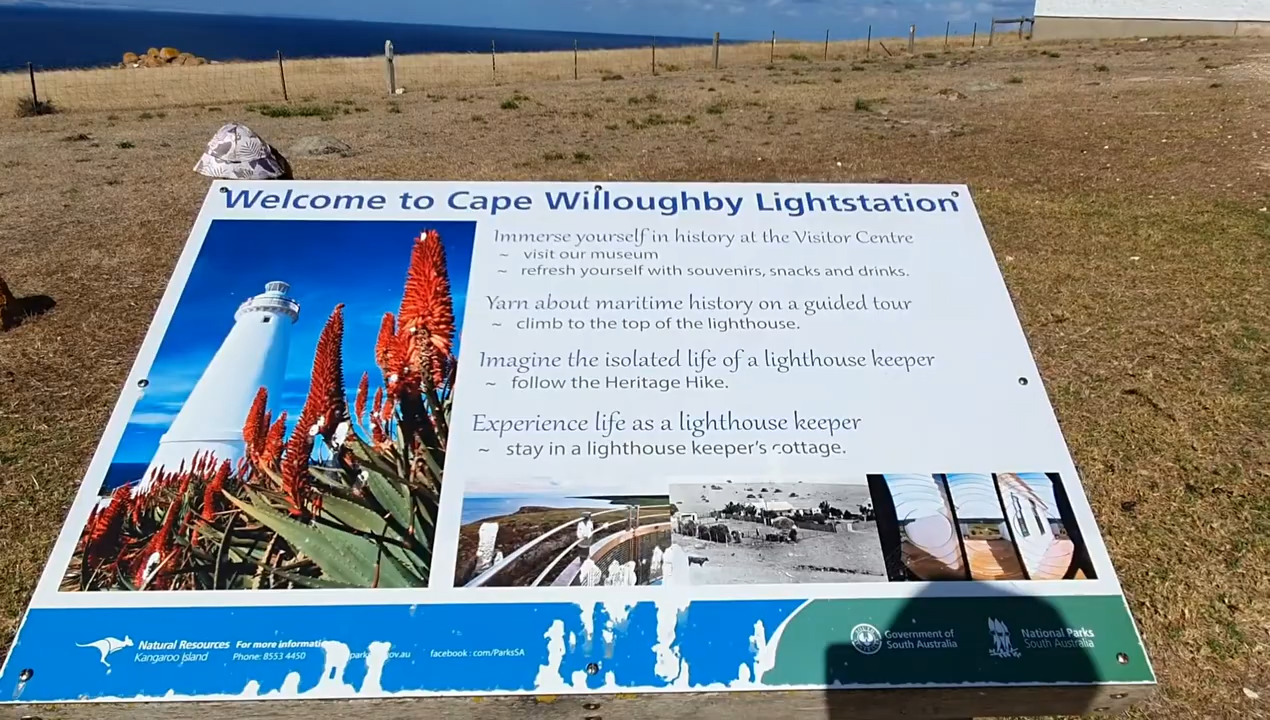 Welcome to Cape Willoughby Lightstation
Immerse yourself in history at the Visitor Centre
~ visit our museum
~ refresh yourself with souvenirs, snacks and drinks.
Yarn about maritime history on a guided tour
~ climb to the top of the lighthouse.
Imagine the isolated life of a lighthouse keeper
~ follow the Heritage Hike.
Experience life as a lighthouse keeper
~ stay in a lighthouse keeper's cottage.
Natural Resources
Kangaroo Island
For more information
Phone: 8553 4450
.gov.au
facebook.com/ParksSA
Government of
South Australia
National Parks
South Australia